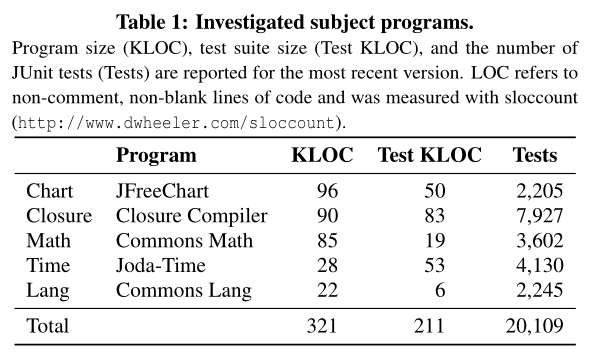 Table 1: Investigated subject programs.
Program size (KLOC), test suite size (Test KLOC), and the number of
JUnit tests (Tests) are reported for the most recent version. LOC refers to
non-comment, non-blank lines of code and was measured with sloccount
(http://www.dwheeler.com/sloccount).
Program KLOC Test KLOC Tests
Chart JFreeChart 96 50 2,205
Closure Closure Compiler 90 83 7,927
Math Commons Math 85 19 3,602
Time Joda-Time 28 53 4,130
Lang Commons Lang 22 6 2,245
Total 321 211 20,109